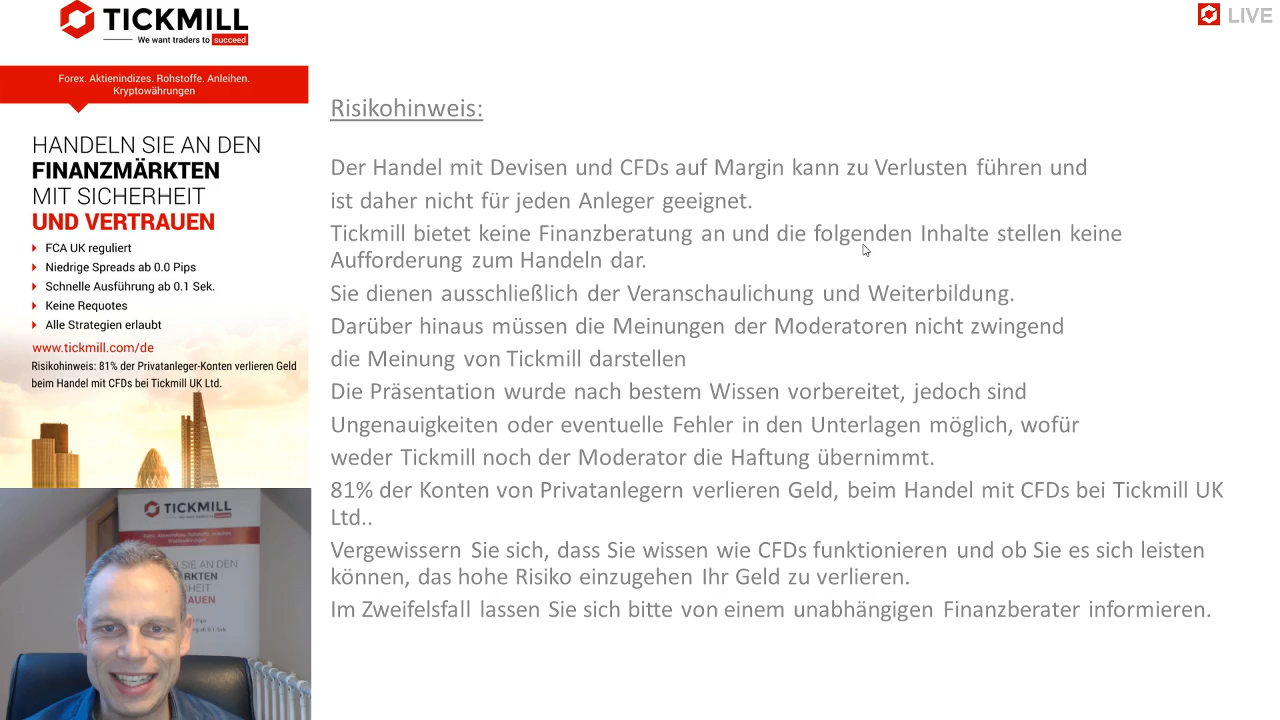 TICKMILL
We want traders to succeed
Forex. Aktienindizes. Rohstoffe. Anleihen.
Kryptowährungen
HANDELN SIE AN DEN
FINANZMÄRKTEN
MIT SICHERHEIT
UND VERTRAUEN
FCA UK reguliert
Niedrige Spreads ab 0.0 Pips
Schnelle Ausführung ab 0.1 Sek.
Keine Requotes
Alle Strategien erlaubt
www.tickmill.com/de
Risikohinweis: 81% der Privatanleger-Konten verlieren Geld
beim Handel mit CFDs bei Tickmill UK Ltd.
LIVE
Risikohinweis:
Der Handel mit Devisen und CFDs auf Margin kann zu Verlusten führen und
ist daher nicht für jeden Anleger geeignet.
Tickmill bietet keine Finanzberatung an und die folgenden Inhalte stellen keine
Aufforderung zum Handeln dar.
Sie dienen ausschließlich der Veranschaulichung und Weiterbildung.
Darüber hinaus müssen die Meinungen der Moderatoren nicht zwingend
die Meinung von Tickmill darstellen
Die Präsentation wurde nach bestem Wissen vorbereitet, jedoch sind
Ungenauigkeiten oder eventuelle Fehler in den Unterlagen möglich, wofür
weder Tickmill noch der Moderator die Haftung übernimmt.
81% der Konten von Privatanlegern verlieren Geld, beim Handel mit CFDs bei Tickmill UK
Ltd..
Vergewissern Sie sich, dass Sie wissen wie CFDs funktionieren und ob Sie es sich leisten
können, das hohe Risiko einzugehen Ihr Geld zu verlieren.
Im Zweifelsfall lassen Sie sich bitte von einem unabhängigen Finanzberater informieren.
TICKMILL
SIE AN DEN
RKTEN
HEIT
AUEN